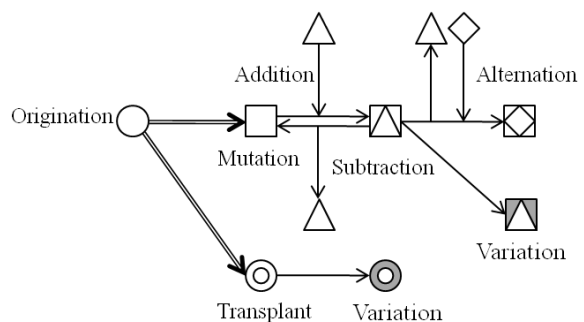 Addition
Alternation
Origination
Mutation
Subtraction
Variation
Transplant
Variation